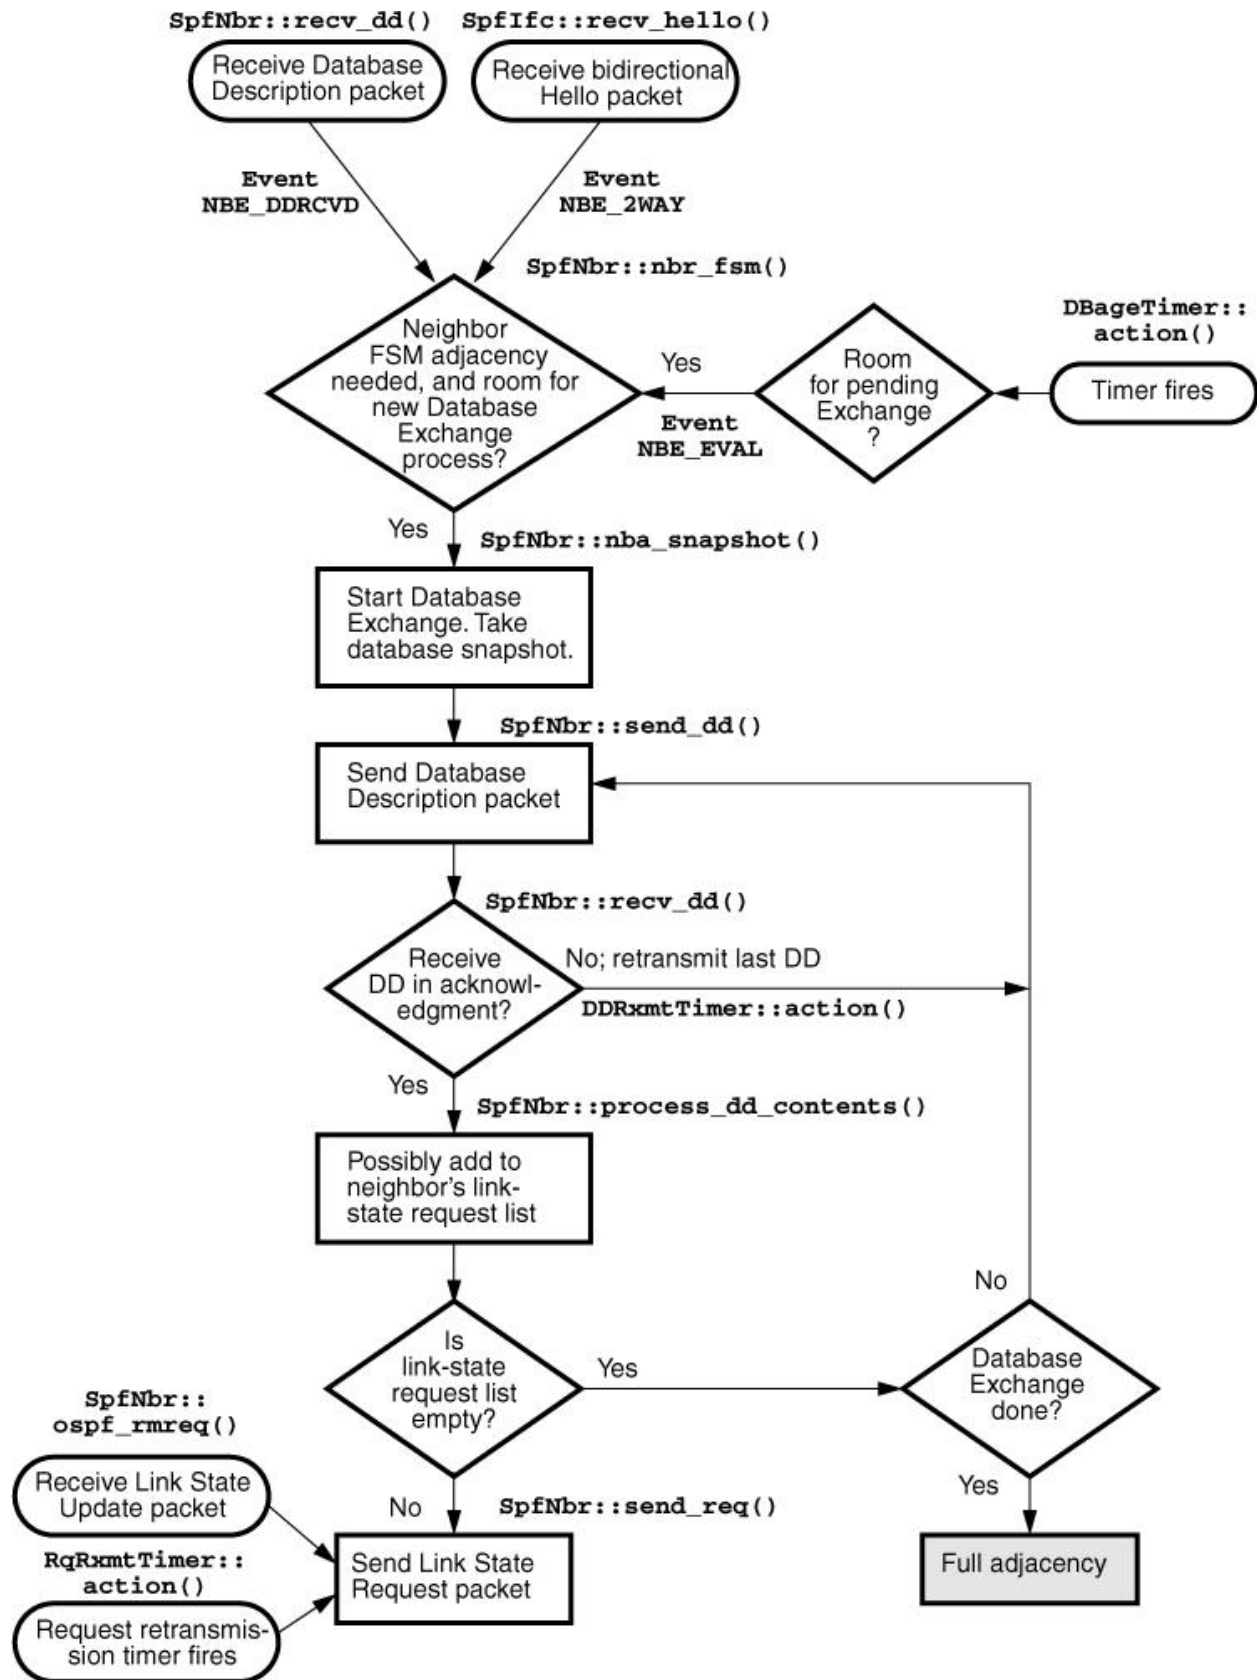 SpfNbr::recv_dd()
SpfIfc::recv_hello()
Receive Database
Description packet
Receive bidirectional
Hello packet
Event
NBE_DDRCVD
Event
NBE_2WAY
SpfNbr::nbr_fsm()
Neighbor
FSM adjacency
needed, and room for
new Database
Exchange
process?
Yes
Event
NBE_EVAL
Room
for pending
Exchange
?
DBageTimer::
action()
Timer fires
Yes
SpfNbr::nba_snapshot()
Start Database
Exchange. Take
database snapshot.
SpfNbr::send_dd()
Send Database
Description packet
SpfNbr::recv_dd()
Receive
DD in acknowl-
edgment?
No; retransmit last DD
DDRxmtTimer::action()
Yes
SpfNbr::process_dd_contents()
Possibly add to
neighbor's link-
state request list
Is
link-state
request list
empty?
Yes
No
Database
Exchange
done?
Yes
Full adjacency
SpfNbr::
ospf_rmreq()
Receive Link State
Update packet
No
SpfNbr::send_req()
Send Link State
Request packet
RqRxmtTimer::
action()
Request retransmis-
sion timer fires